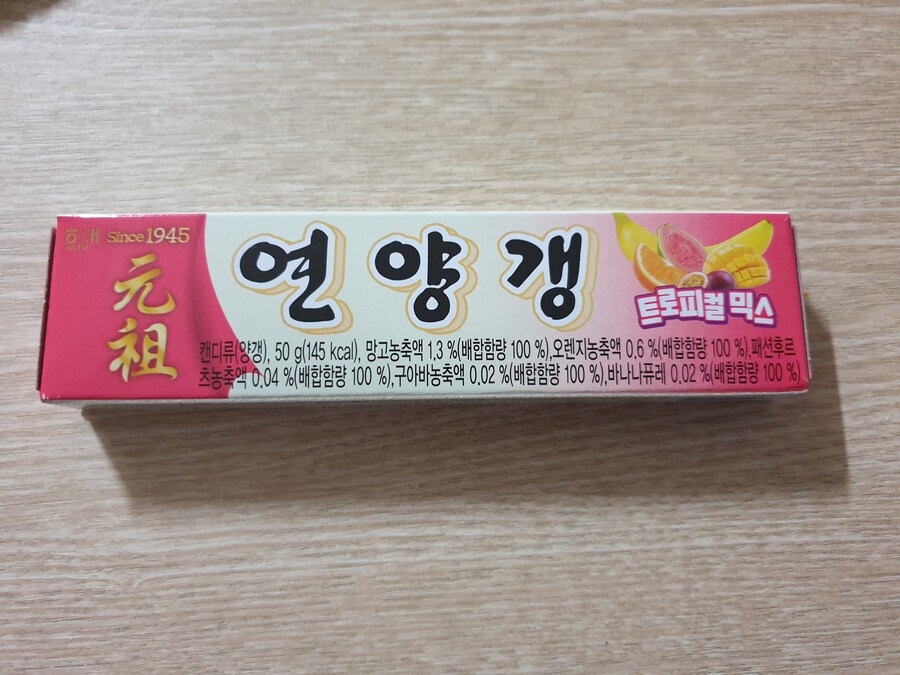 해태 Since 1945
HAITAI
元祖
연양갱
트로피컬 믹스
캔디류(양갱), 50 g(145 kcal), 망고농축액 1.3 %(배합함량 100 %),오렌지농축액 0.6 %(배합함량 100 %),패션후르
츠농축액 0.04 %(배합함량 100 %),구아바농축액 0.02 %(배합함량 100 %),바나나퓨레 0.02 %(배합함량 100 %)